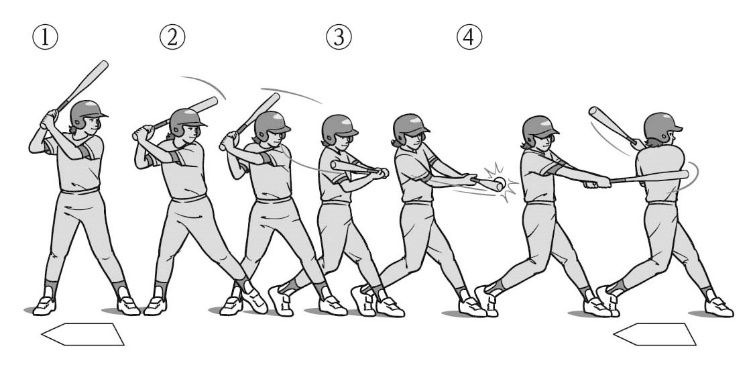 ① ② ③ ④